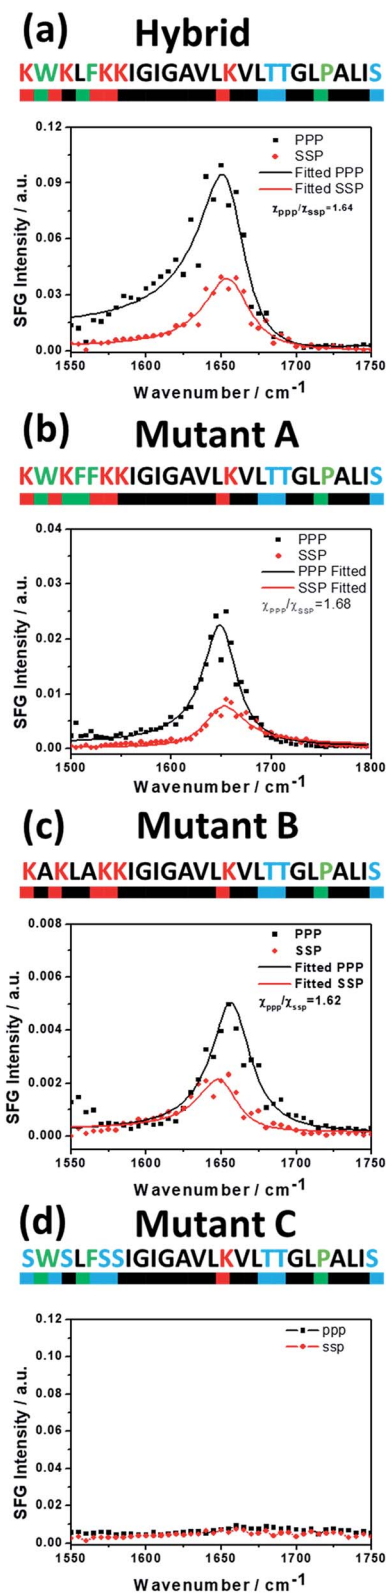 (a) Hybrid
KWKLFKKIGIGAVLKVLTTGLPALIS
0.12
0.09
0.06
0.03
0.00
SFG Intensity / a.u.
PPP
SSP
Fitted PPP
Fitted SSP
χppp/χssp=1.64
1550 1600 1650 1700 1750
Wavenumber / cm-1
(b) Mutant A
KWKFFKKIGIGAVLKVLTTGLPALIS
0.04
0.03
0.02
0.01
0.00
SFG Intensity / a.u.
PPP
SSP
PPP Fitted
SSP Fitted
χPPP/χSSP=1.68
1500 1600 1700 1800
Wavenumber / cm-1
(c) Mutant B
KAKLAKKIGIGAVLKVLTTGLPALIS
0.008
0.006
0.004
0.002
0.000
SFG Intensity / a.u.
PPP
SSP
Fitted PPP
Fitted SSP
χppp/χssp=1.62
1550 1600 1650 1700 1750
Wavenumber / cm-1
(d) Mutant C
SWSLFSSIGIGAVLKVLTTGLPALIS
0.12
0.10
0.08
0.06
0.04
0.02
0.00
SFG Intensity / a.u.
ppp
ssp
1550 1600 1650 1700 1750
Wavenumber / cm-1